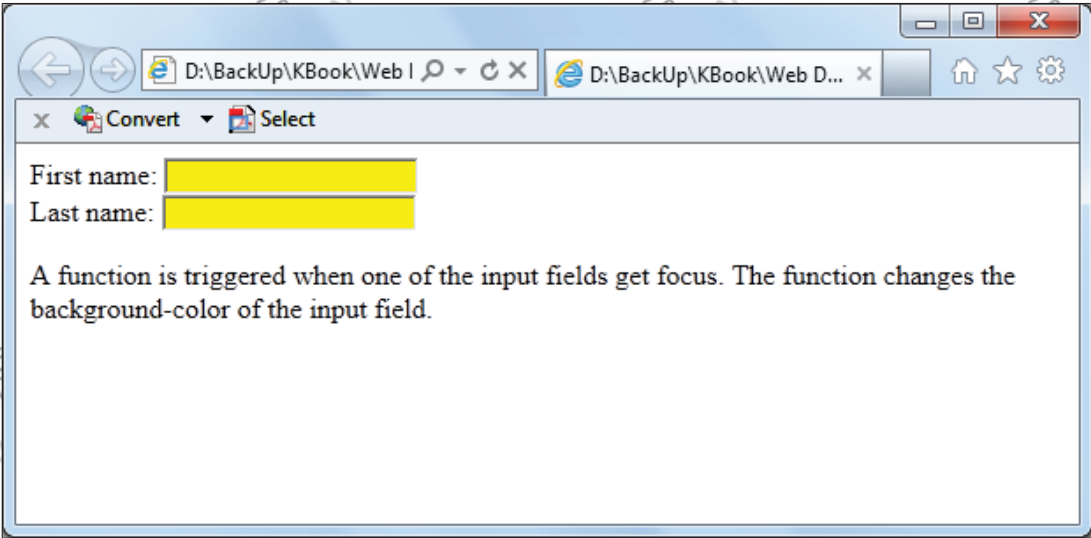 D:\BackUp\KBook\Web
D:\BackUp\KBook\Web D...
Convert Select
First name:
Last name:
A function is triggered when one of the input fields get focus. The function changes the
background-color of the input field.